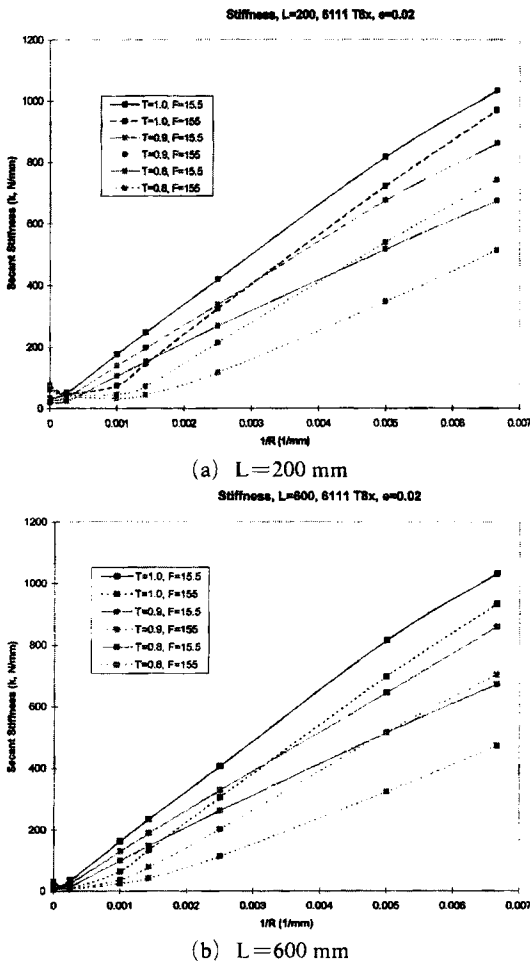 Stiffness, L=200, 6111 T8x, e=0.02
1200
1000
800
600
400
200
0
Secant Stiffness (k, N/mm)
T=1.0, F=15.5
T=1.0, F=155
T=0.9, F=15.5
T=0.9, F=155
T=0.8, F=15.5
T=0.8, F=155
0 0.001 0.002 0.003 0.004 0.005 0.006 0.007
1/R (1/mm)
(a) L=200 mm
Stiffness, L=600, 6111 T8x, e=0.02
1200
1000
800
600
400
200
0
Secant Stiffness (k, N/mm)
T=1.0, F=15.5
T=1.0, F=155
T=0.9, F=15.5
T=0.9, F=155
T=0.8, F=15.5
T=0.8, F=155
0 0.001 0.002 0.003 0.004 0.005 0.006 0.007
1/R (1/mm)
(b) L=600 mm